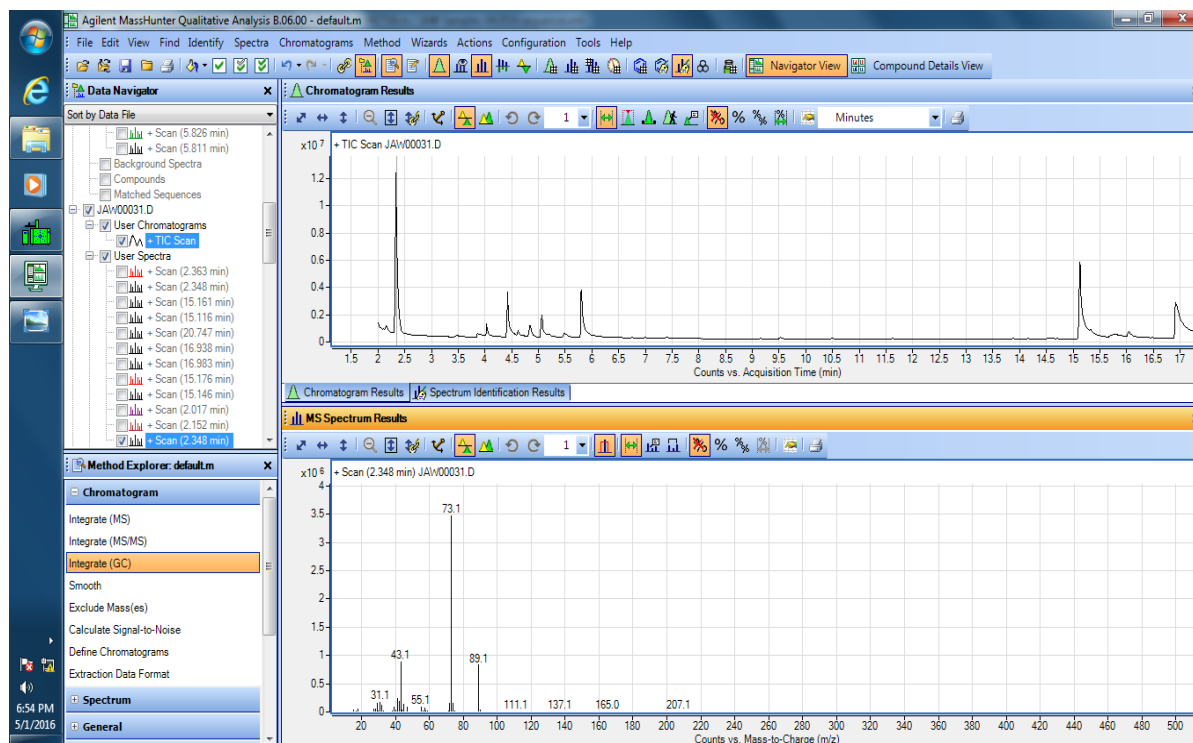 Agilent MassHunter Qualitative Analysis B.06.00 - default.m
File Edit View Find Identify Spectra Chromatograms Method Wizards Actions Configuration Tools Help
Navigator View Compound Details View
Data Navigator
Sort by Data File
+ Scan (5.826 min)
+ Scan (5.811 min)
Background Spectra
Compounds
Matched Sequences
JAW00031.D
User Chromatograms
+ TIC Scan
User Spectra
+ Scan (2.363 min)
+ Scan (2.348 min)
+ Scan (15.161 min)
+ Scan (15.116 min)
+ Scan (20.747 min)
+ Scan (16.938 min)
+ Scan (16.983 min)
+ Scan (15.176 min)
+ Scan (15.146 min)
+ Scan (2.017 min)
+ Scan (2.152 min)
+ Scan (2.348 min)
Method Explorer: default.m
Chromatogram
Integrate (MS)
Integrate (MS/MS)
Integrate (GC)
Smooth
Exclude Mass(es)
Calculate Signal-to-Noise
Define Chromatograms
Extraction Data Format
Spectrum
General
6:54 PM
5/1/2016
Chromatogram Results
1 % Minutes
x10 7 + TIC Scan JAW00031.D
1.2
1
0.8
0.6
0.4
0.2
0
1.5 2 2.5 3 3.5 4 4.5 5 5.5 6 6.5 7 7.5 8 8.5 9 9.5 10 10.5 11 11.5 12 12.5 13 13.5 14 14.5 15 15.5 16 16.5 17
Counts vs. Acquisition Time (min)
Chromatogram Results Spectrum Identification Results
MS Spectrum Results
1 %
x10 6 + Scan (2.348 min) JAW00031.D
4
3.5
3
2.5
2
1.5
1
0.5
0
73.1
43.1
89.1
31.1
55.1
111.1 137.1 165.0 207.1
20 40 60 80 100 120 140 160 180 200 220 240 260 280 300 320 340 360 380 400 420 440 460 480 500
Counts vs. Mass-to-Charge (m/z)